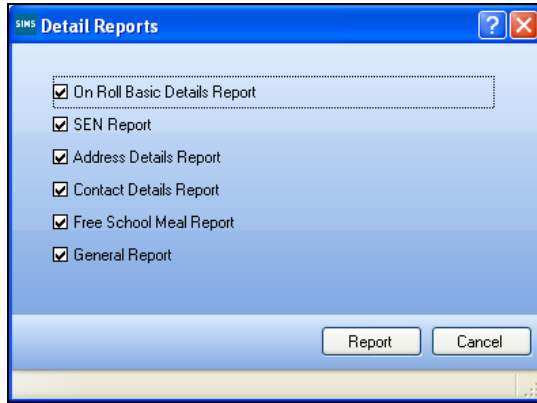 SIMS Detail Reports
On Roll Basic Details Report
SEN Report
Address Details Report
Contact Details Report
Free School Meal Report
General Report
Report Cancel